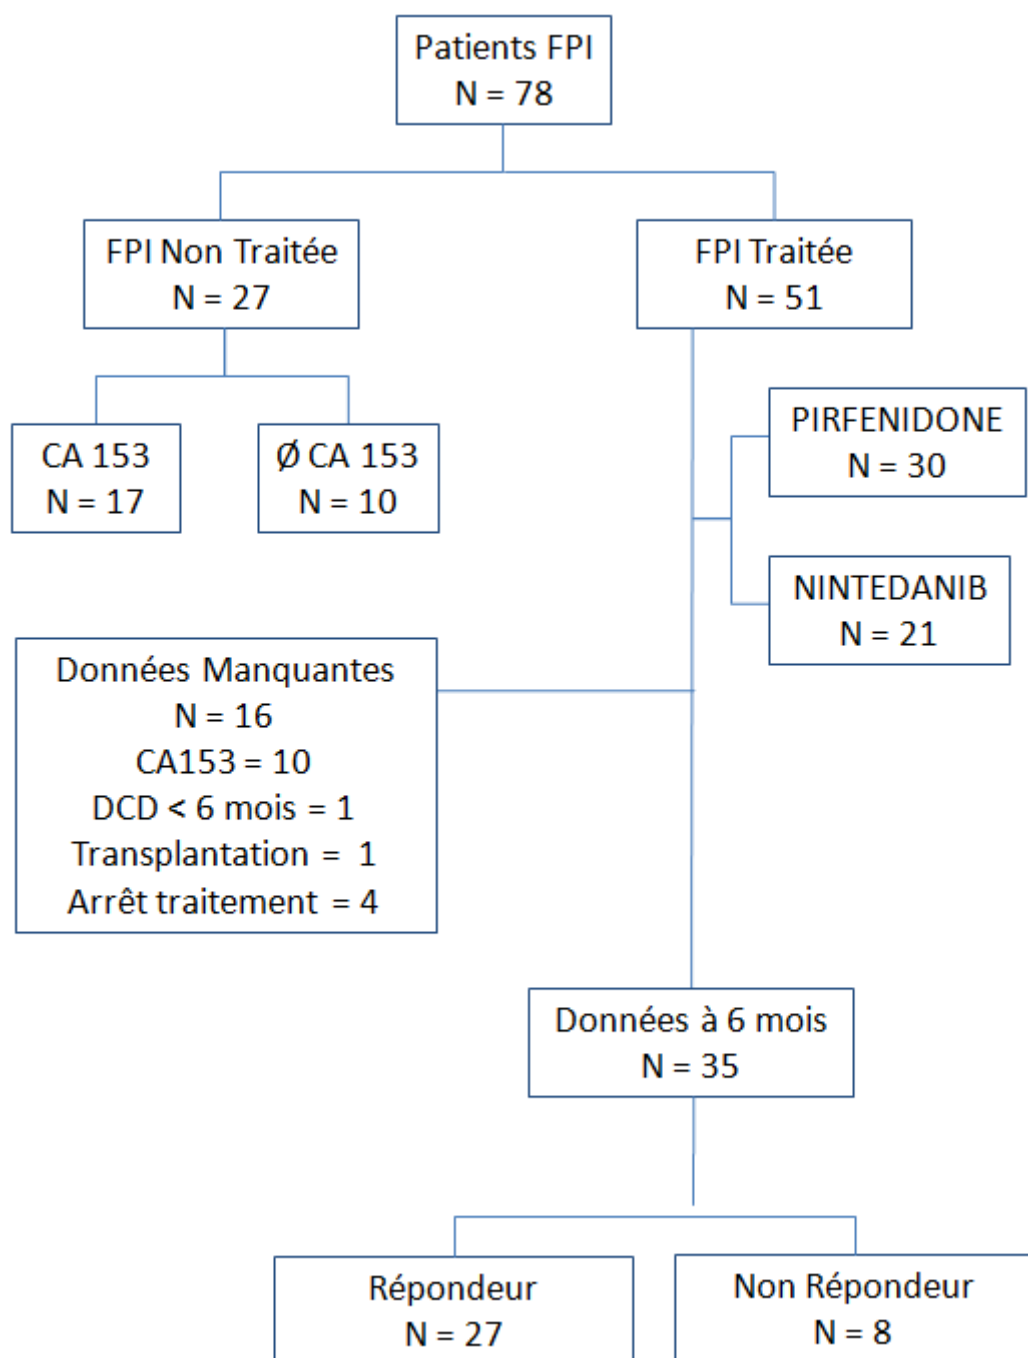 Patients FPI
N = 78
FPI Non Traitée
N = 27
FPI Traitée
N = 51
CA 153
N = 17
Ø CA 153
N = 10
PIRFENIDONE
N = 30
NINTEDANIB
N = 21
Données Manquantes
N = 16
CA153 = 10
DCD < 6 mois = 1
Transplantation = 1
Arrêt traitement = 4
Données à 6 mois
N = 35
Répondeur
N = 27
Non Répondeur
N = 8